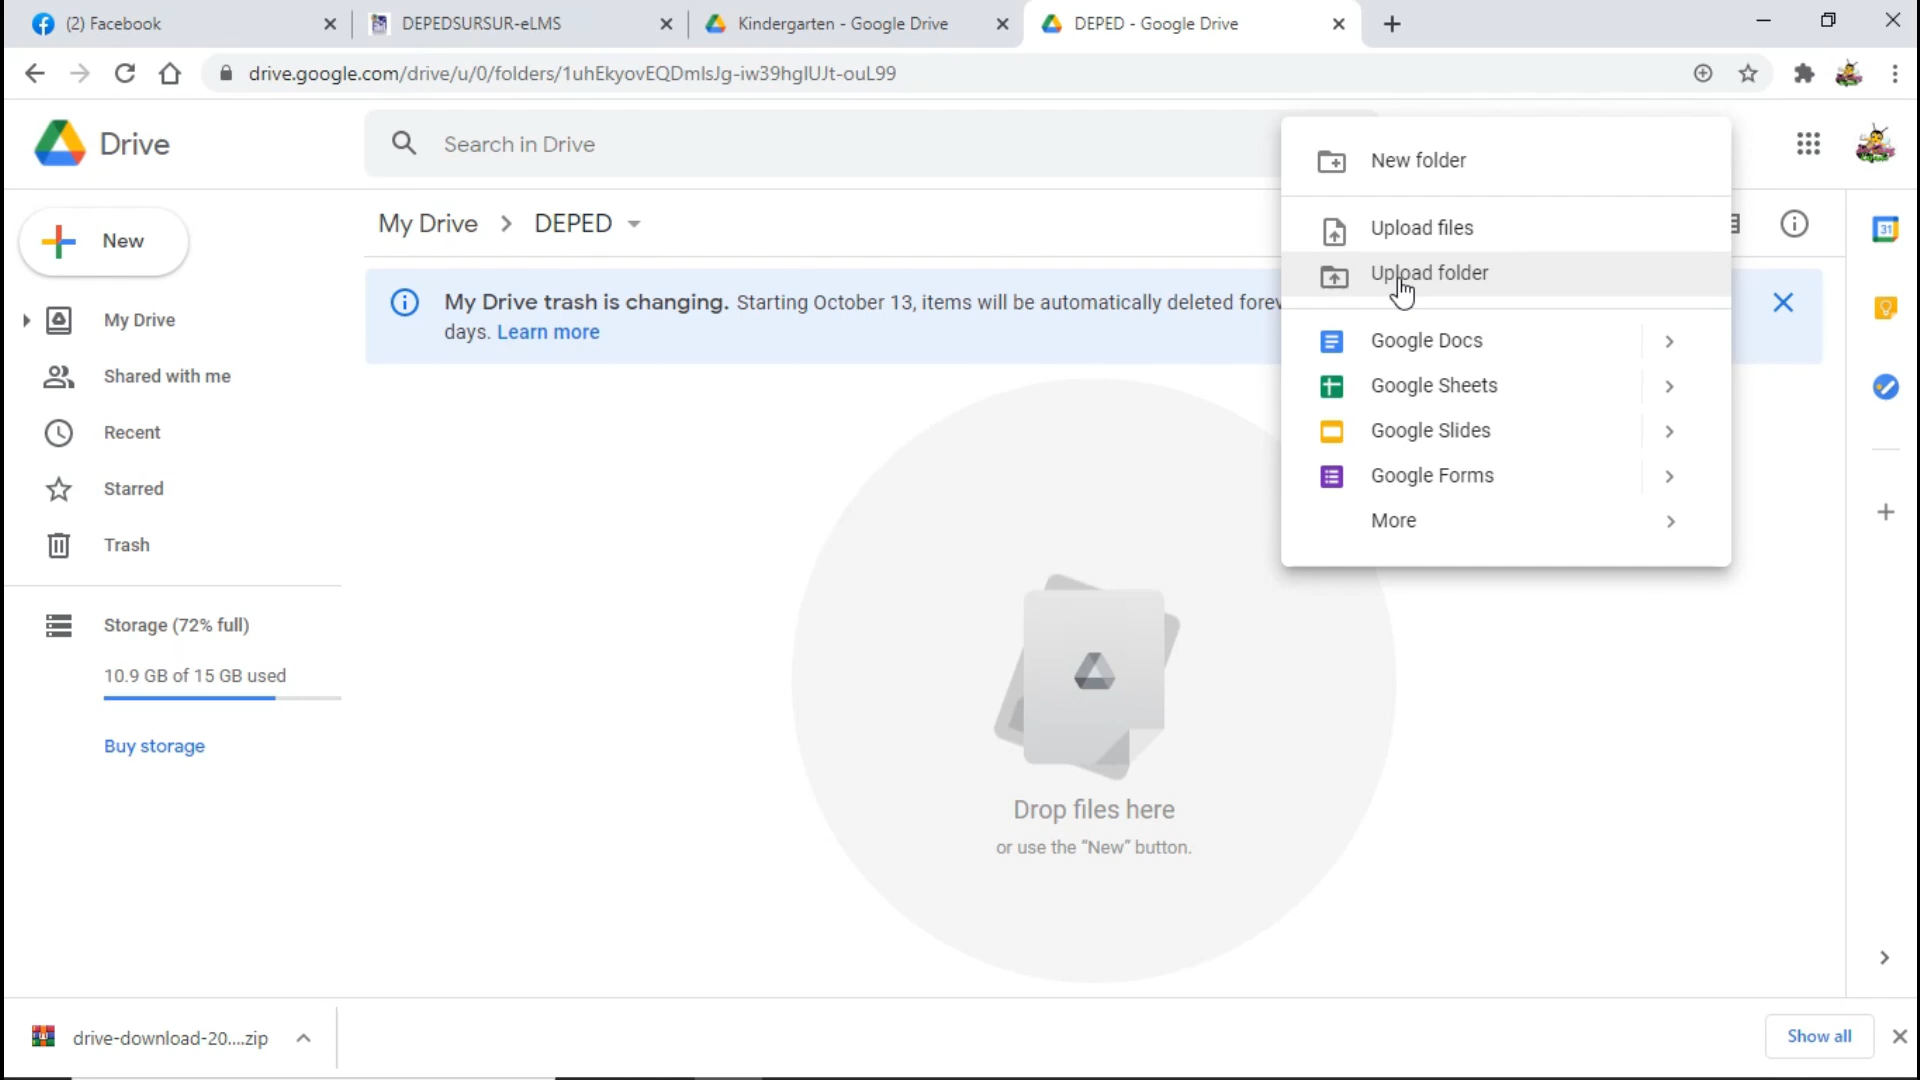 (2) Facebook
DEPEDSURSUR-eLMS
Kindergarten - Google Drive
DEPED - Google Drive
drive.google.com/drive/u/0/folders/1uhEkyovEQDmIsJg-iw39hgIUJt-ouL99
Drive
Search in Drive
New
My Drive
Shared with me
Recent
Starred
Trash
Storage (72% full)
10.9 GB of 15 GB used
Buy storage
My Drive > DEPED
My Drive trash is changing. Starting October 13, items will be automatically deleted
days. Learn more
Drop files here
or use the “New” button.
New folder
Upload files
Upload folder
Google Docs
Google Sheets
Google Slides
Google Forms
More
31
drive-download-20....zip
Show all